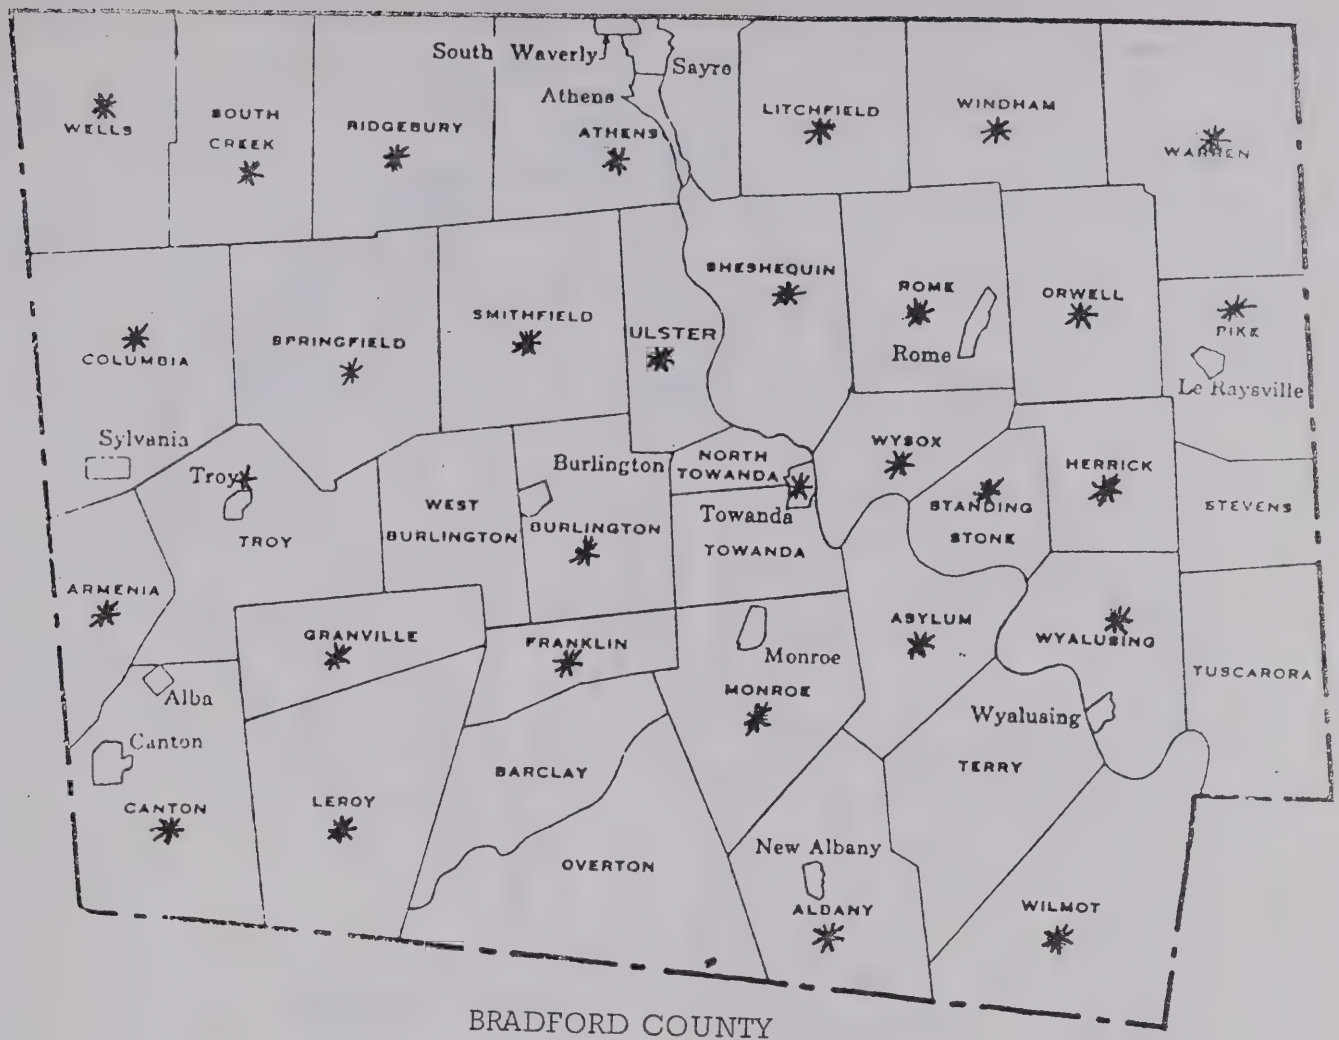 South Waverly
Sayre
Athens
WELLS
SOUTH
CREEK
RIDGEBURY
ATHENS
LITCHFIELD
WINDHAM
WARREN
COLUMBIA
SPRINGFIELD
SMITHFIELD
ULSTER
SHESHEQUIN
ROME
Rome
ORWELL
PIKE
Le Raysville
Sylvania
Troy
TROY
WEST
BURLINGTON
Burlington
BURLINGTON
NORTH
TOWANDA
Towanda
TOWANDA
WYSOX
STANDING
STONE
HERRICK
STEVENS
ARMENIA
GRANVILLE
FRANKLIN
Monroe
MONROE
ASYLUM
WYALUSING
Wyalusing
TUSCARORA
Alba
Canton
CANTON
LEROY
BARCLAY
OVERTON
TERRY
New Albany
ALBANY
WILMOT
BRADFORD COUNTY